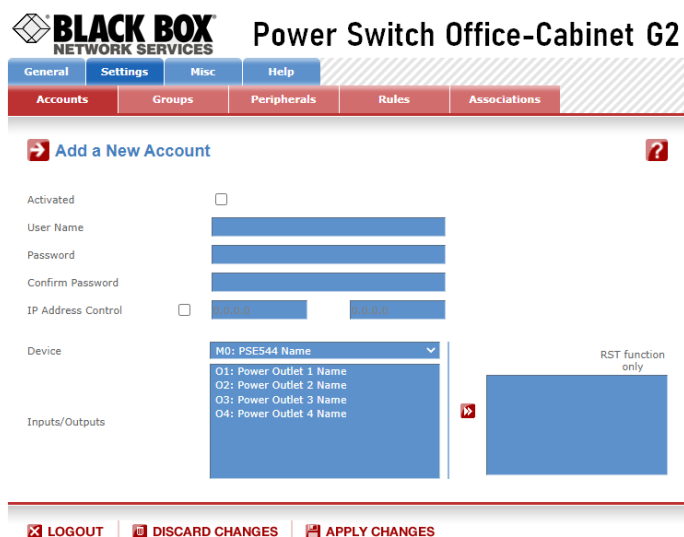 BLACK BOX®
NETWORK SERVICES
Power Switch Office-Cabinet G2
General Settings Misc Help
Accounts Groups Peripherals Rules Associations
Add a New Account ?
Activated
User Name
Password
Confirm Password
IP Address Control 0.0.0.0 0.0.0.0
Device M0: PSE544 Name RST function only
Inputs/Outputs
O1: Power Outlet 1 Name
O2: Power Outlet 2 Name
O3: Power Outlet 3 Name
O4: Power Outlet 4 Name
LOGOUT DISCARD CHANGES APPLY CHANGES